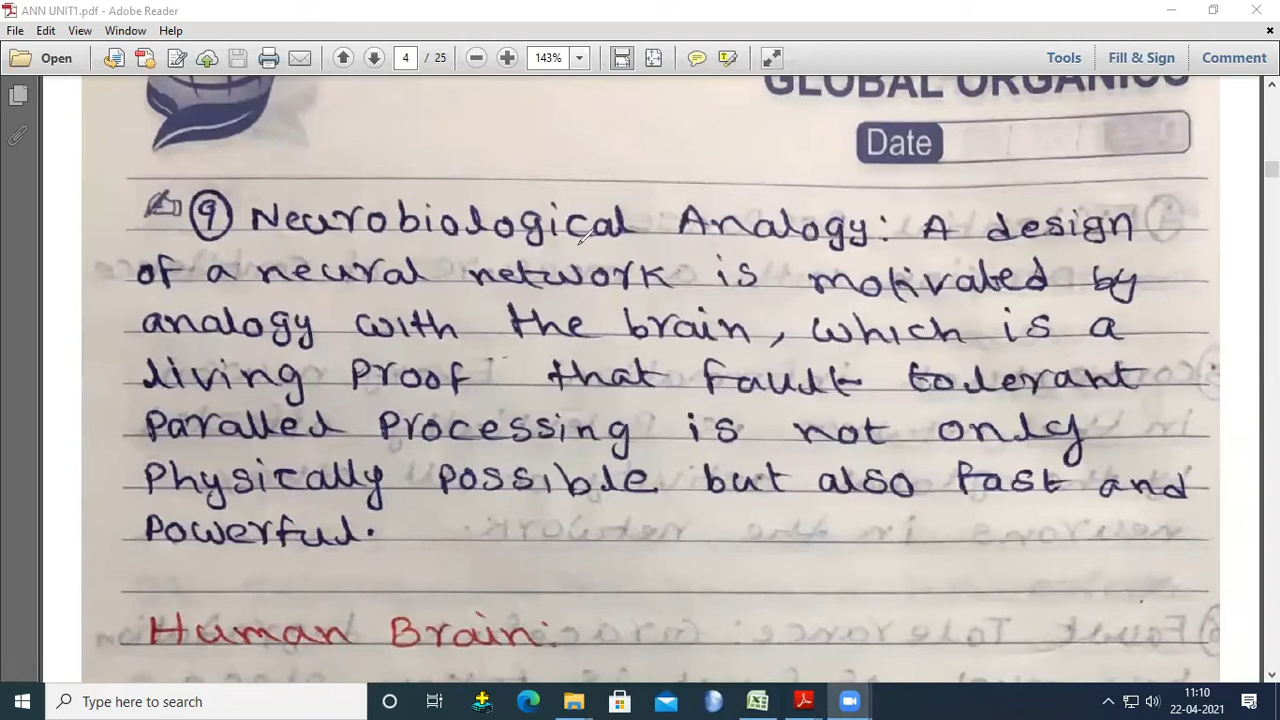 ANN UNIT1.pdf - Adobe Reader
File Edit View Window Help
Open 4 / 25 143% Tools Fill & Sign Comment
GLOBAL ORGANICS
Date
9 Neurobiological Analogy: A design
of a neural network is motivated by
analogy with the brain, which is a
living proof that fault tolerant
Parallel Processing is not only
Physically possible but also fast and
Powerful.
Human Brain:
Type here to search
11:10
22-04-2021